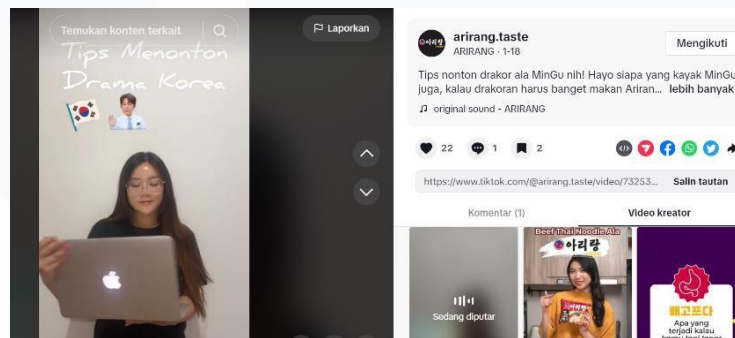 Temukan konten terkait
Laporkan
Tips Menonton
Drama Korea
arirang.taste
ARIRANG · 1-18
Mengikuti
Tips nonton drakor ala MinGu nih! Hayo siapa yang kayak MinGu
juga, kalau drakoran harus banget makan Ariran... lebih banyak
original sound - ARIRANG
22
1
2
https://www.tiktok.com/@arirang.taste/video/73253...
Salin tautan
Komentar (1)
Video kreator
Sedang diputar
Beef Thai Noodle Ala
아리랑
배고프다
Apa yang
terjadi kalau